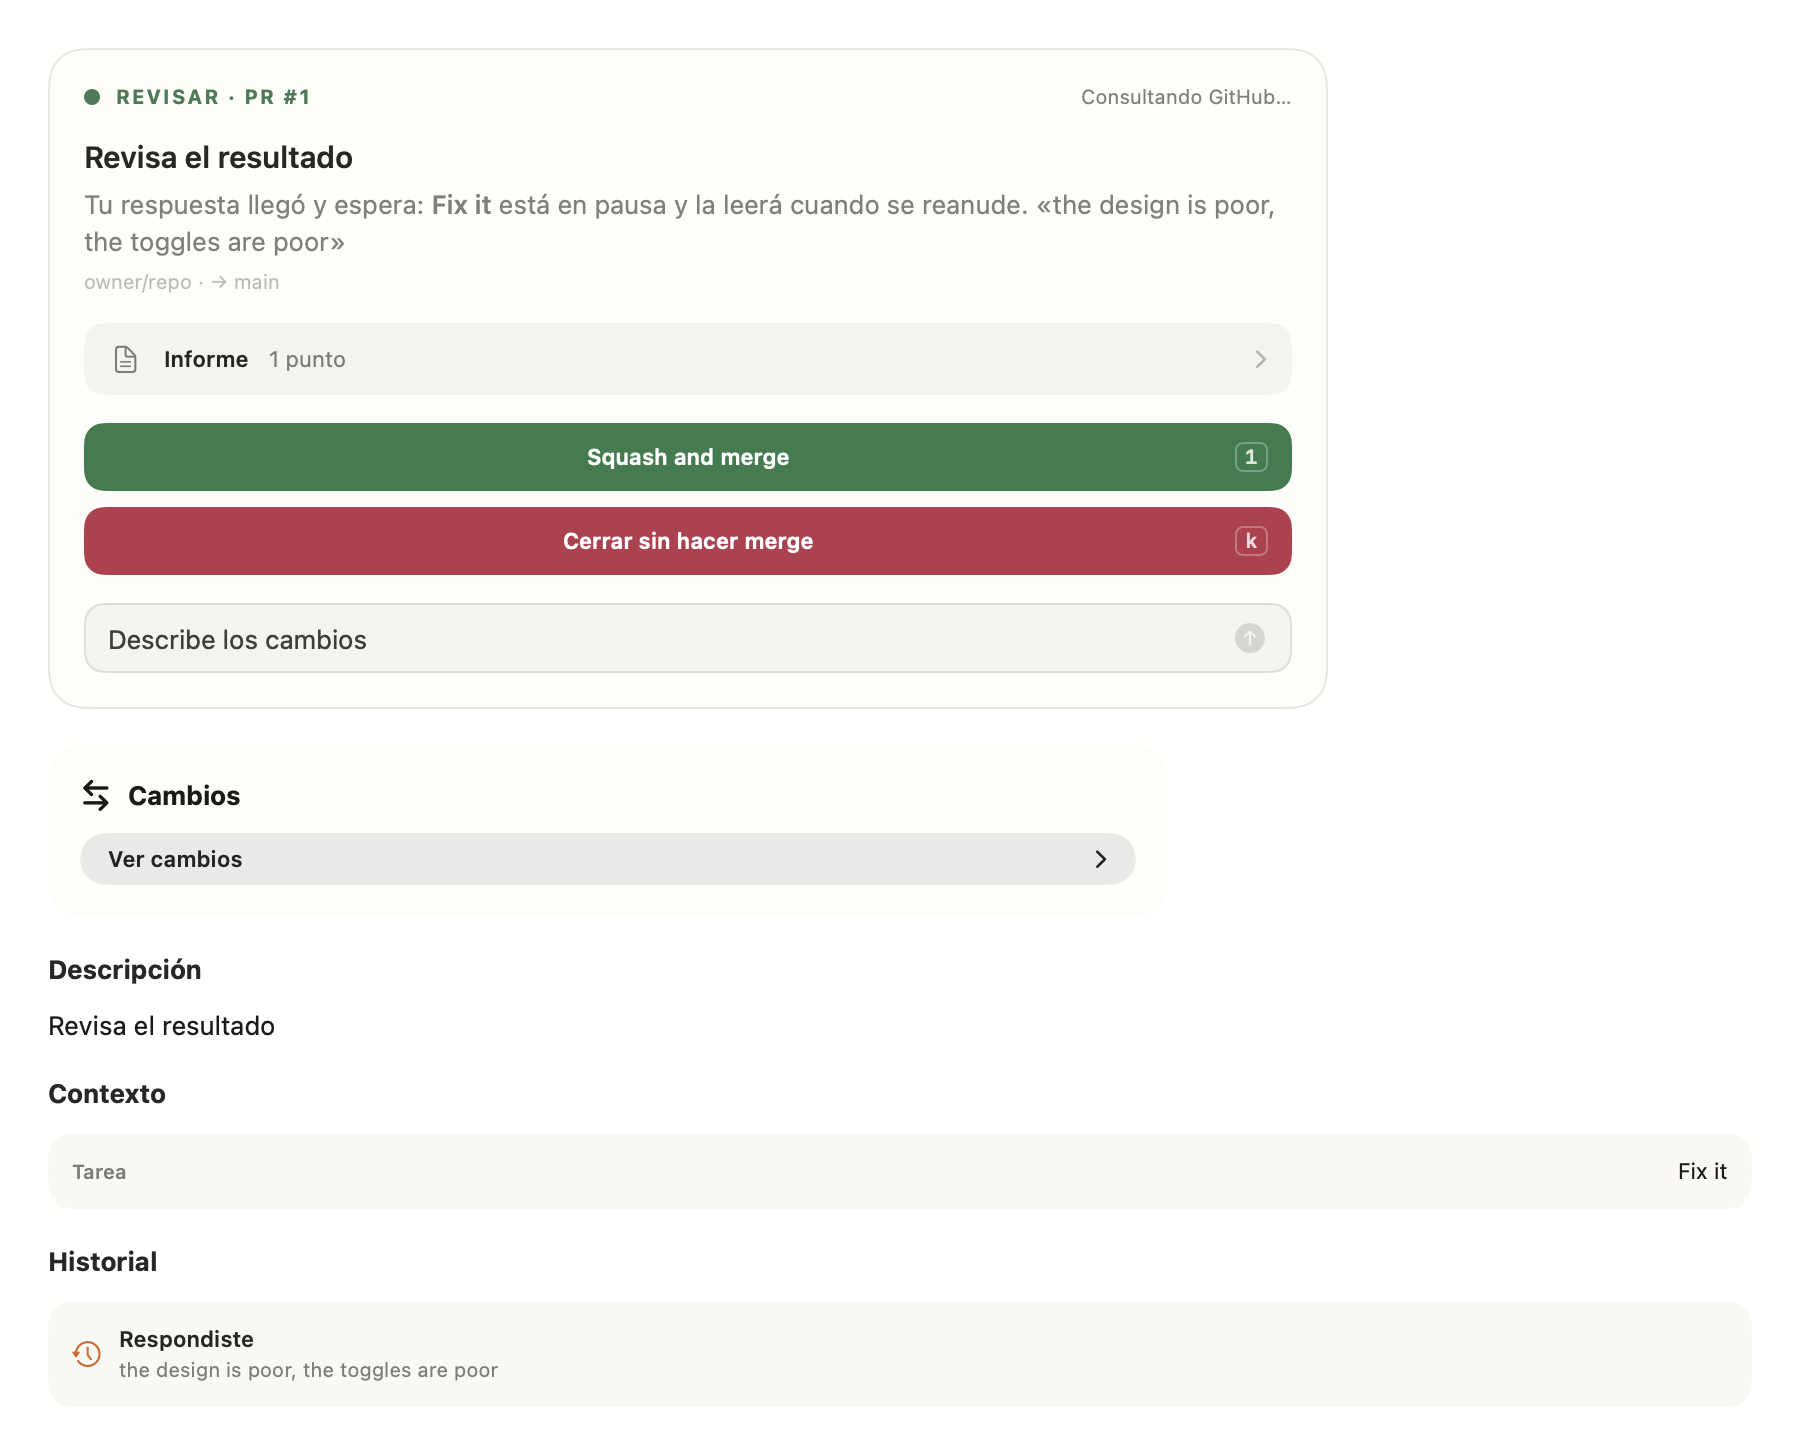 REVISAR · PR #1
Consultando GitHub...
Revisa el resultado
Tu respuesta llegó y espera: Fix it está en pausa y la leerá cuando se reanude. «the design is poor,
the toggles are poor»
owner/repo · → main
Informe 1 punto
Squash and merge 1
Cerrar sin hacer merge k
Describe los cambios
Cambios
Ver cambios
Descripción
Revisa el resultado
Contexto
Tarea Fix it
Historial
Respondiste
the design is poor, the toggles are poor